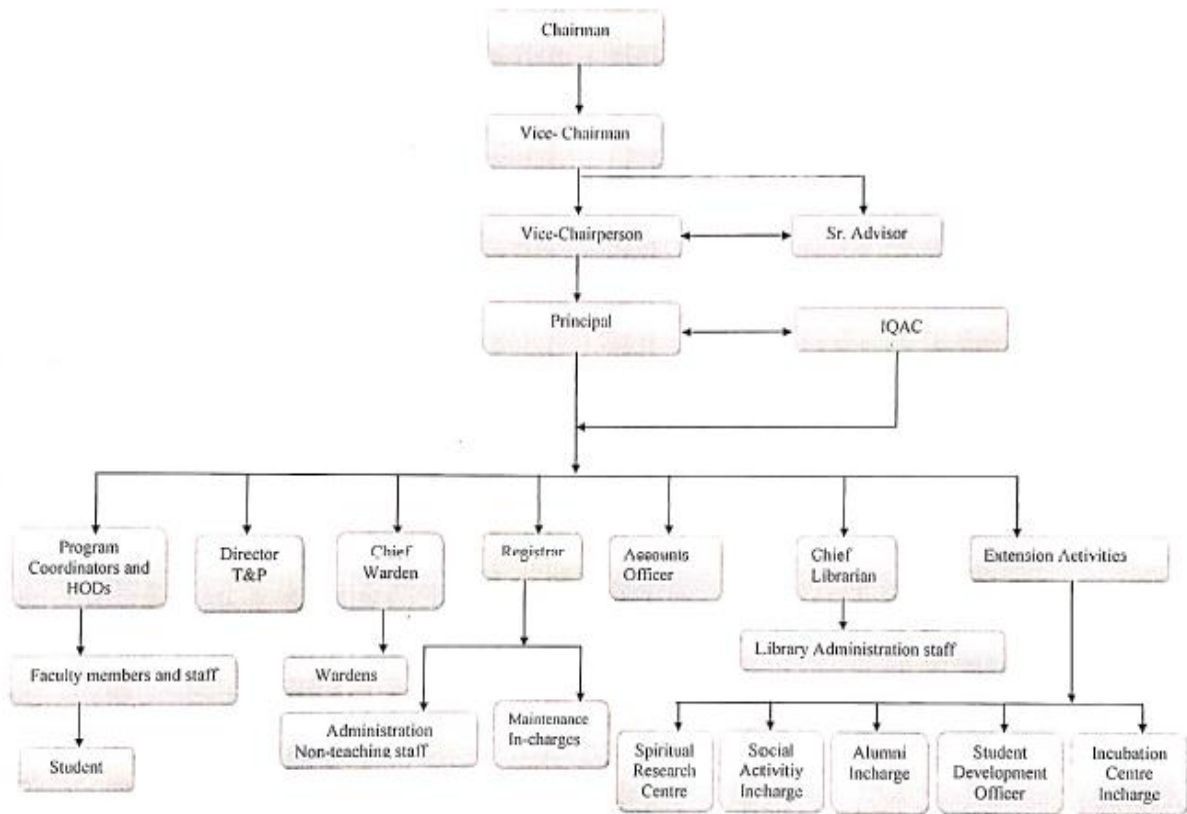 Chairman
Vice- Chairman
Vice-Chairperson
Sr. Advisor
Principal
IQAC
Program
Coordinators and
HODs
Director
T&P
Chief
Warden
Registrar
Accounts
Officer
Chief
Librarian
Extension Activities
Faculty members and staff
Wardens
Library Administration staff
Administration
Non-teaching staff
Maintenance
In-charges
Student
Spiritual
Research
Centre
Social
Activitiy
Incharge
Alumni
Incharge
Student
Development
Officer
Incubation
Centre
Incharge